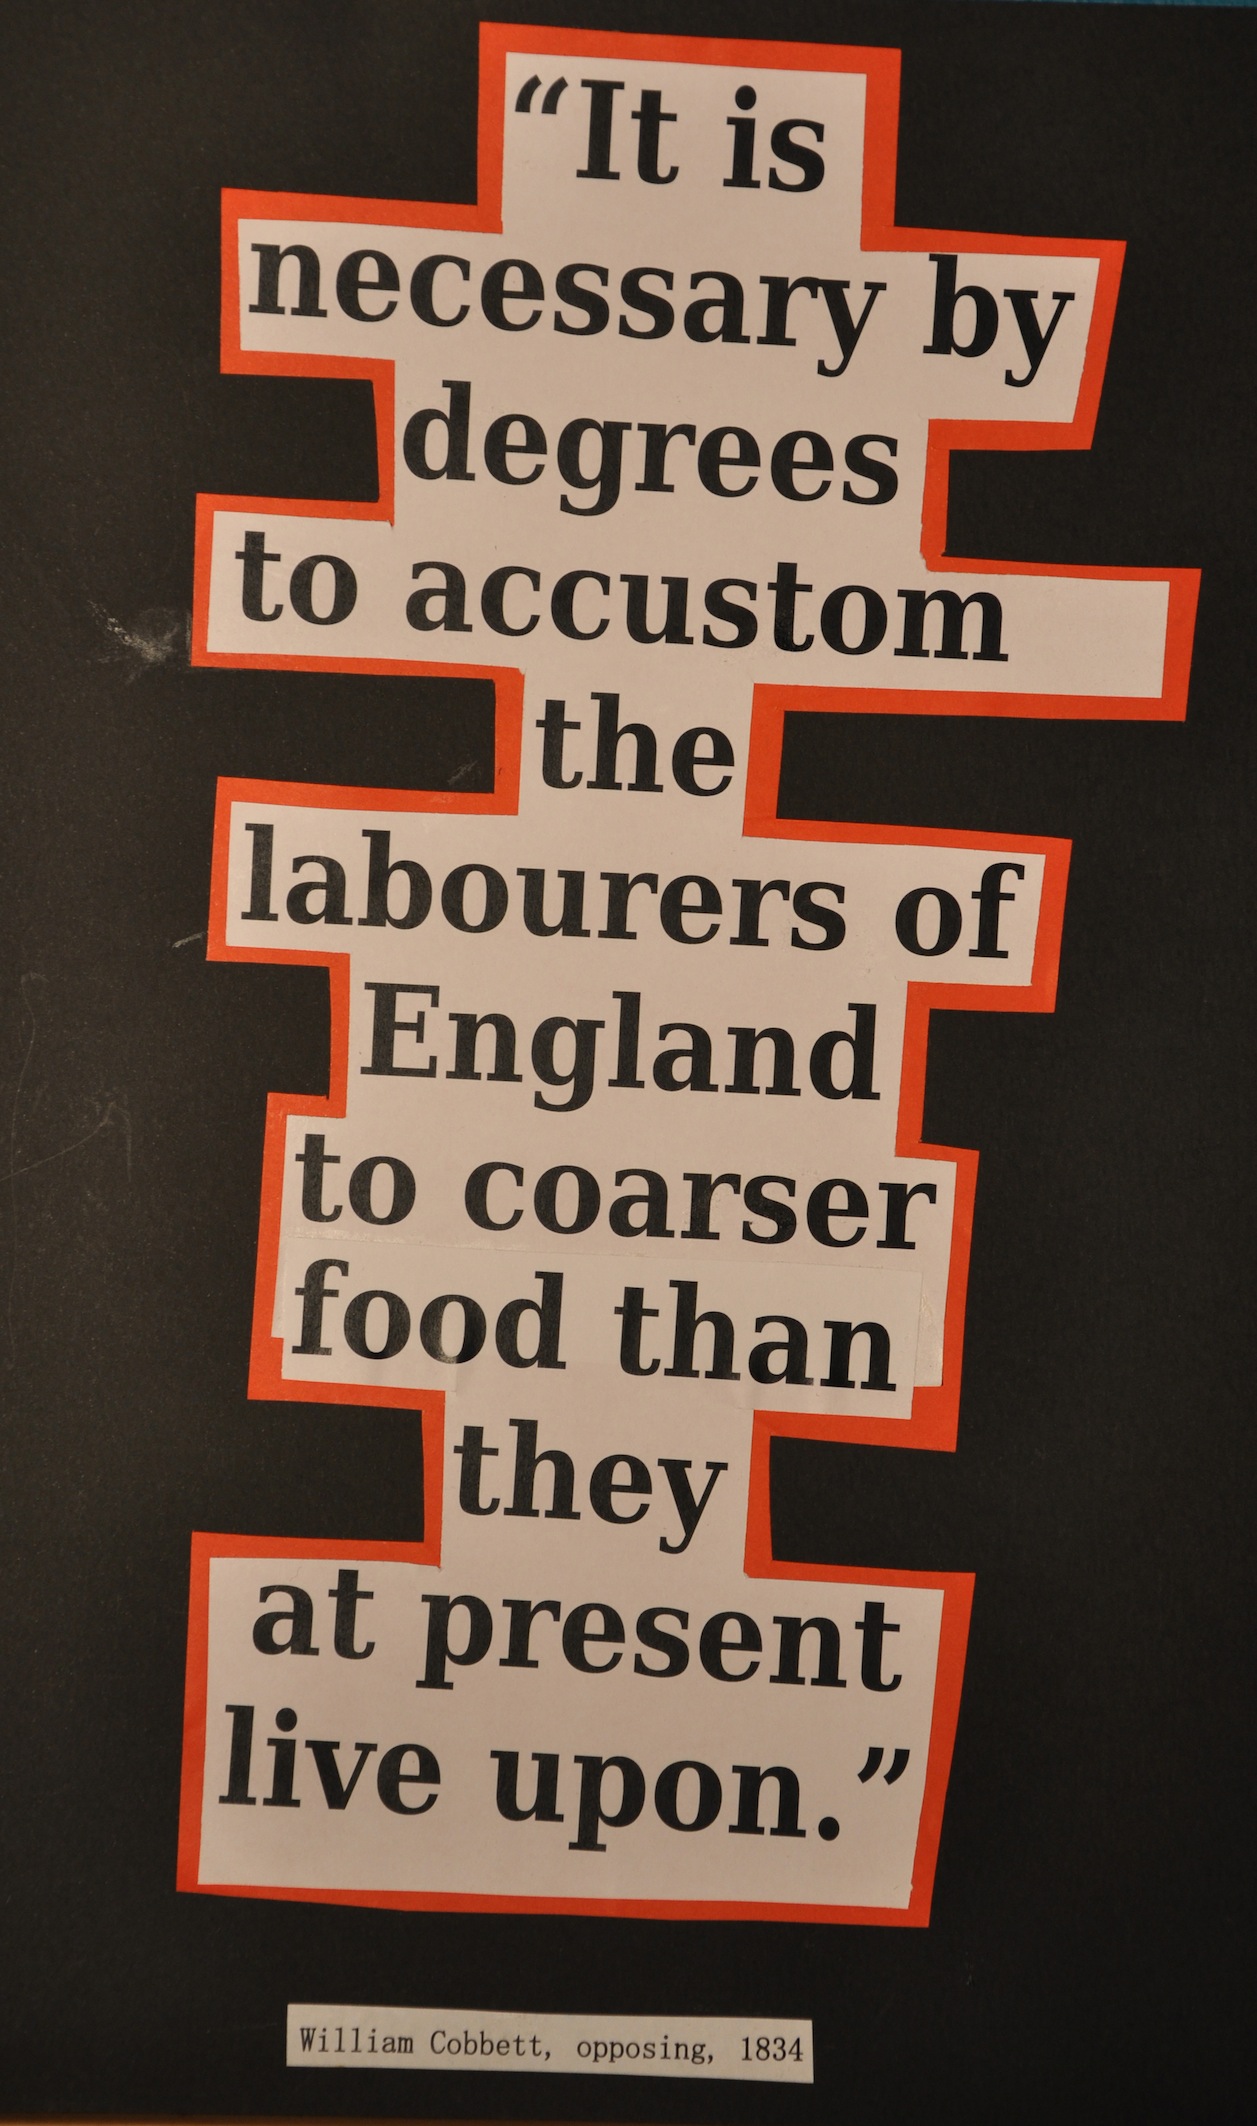 “It is
necessary by
degrees
to accustom
the
labourers of
England
to coarser
food than
they
at present
live upon.”
William Cobbett, opposing, 1834